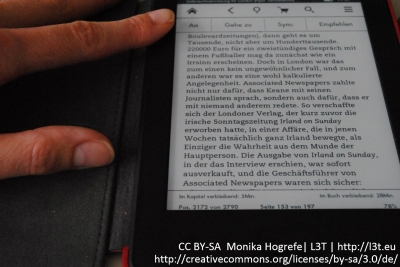 Aa Gehe zu Sync Empfehlen
Boulevardzeitungen), dann geht es um
Tausende, nicht aber um Hunderttausende.
220000 Euro für ein zweistündiges Gespräch mit
einem Fußballer mag da zunächst wie ein
Irrsinn erscheinen. Doch in London war das
zum einen kein ungewöhnlicher Fall, und zum
anderen war es eine wohl kalkulierte
Angelegenheit. Associated Newspapers zahlte
nicht nur dafür, dass Keane mit seinen
Journalisten sprach, sondern auch dafür, dass er
mit niemand anderem redete. So verschaffte
sich der Londoner Verlag, der kurz zuvor die
irische Sonntagszeitung Ireland on Sunday
erworben hatte, in einer Affäre, die in jenen
Wochen tatsächlich ganz Irland bewegte, als
Einziger die Wahrheit aus dem Munde der
Hauptperson. Die Ausgabe von Irland on Sunday,
in der das Interview erschien, war sofort
ausverkauft, und die Geschäftsführer von
Associated Newspapers waren sich sicher:
Im Kapitel verbleibend: 3Min. Im Buch verbleibend: 28Min.
Pos. 2172 von 2790 Seite 153 von 197 78%
CC BY-SA Monika Hogrefe| L3T | http://l3t.eu
http://creativecommons.org/licenses/by-sa/3.0/de/